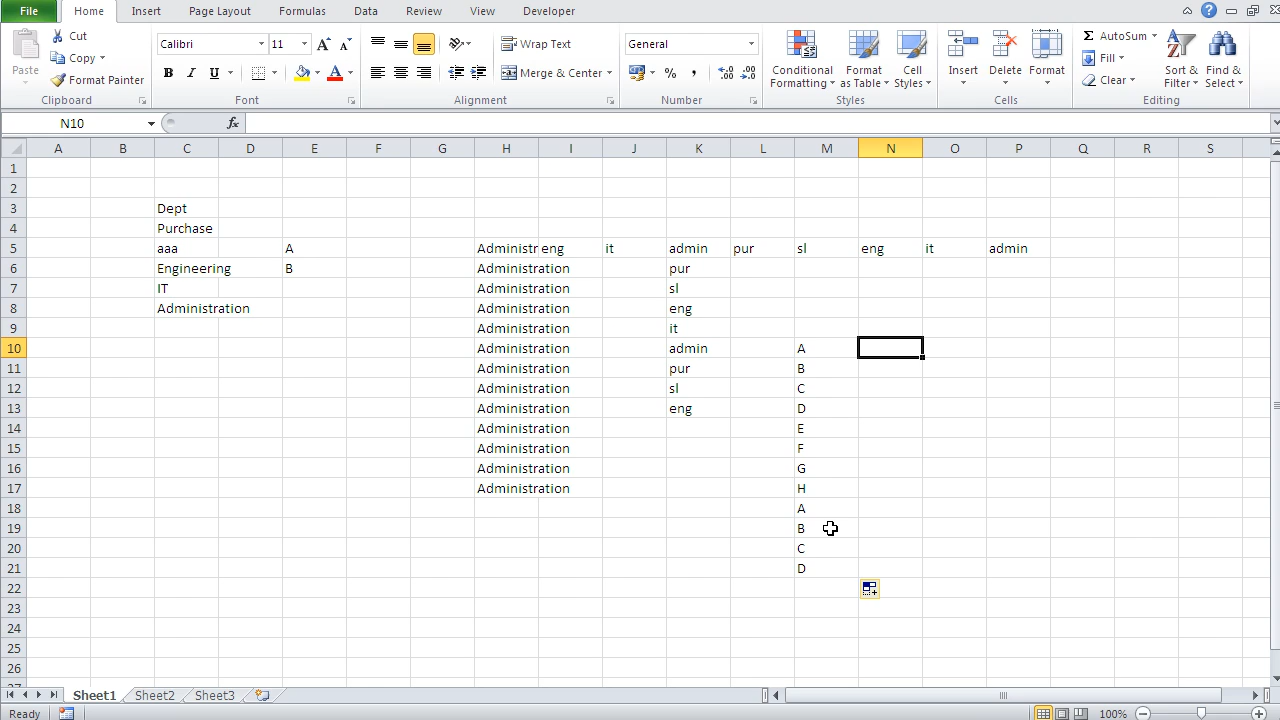 File Home Insert Page Layout Formulas Data Review View Developer
Cut Calibri 11 Wrap Text General AutoSum
Copy Fill
Paste Format Painter B I U Merge & Center % , Conditional Formatting Format as Table Cell Styles Insert Delete Format Clear Sort & Filter Find & Select
Clipboard Font Alignment Number Styles Cells Editing
N10 fx
A B C D E F G H I J K L M N O P Q R S
1
2
3 Dept
4 Purchase
5 aaa A Administr eng it admin pur sl eng it admin
6 Engineering B Administration pur
7 IT Administration sl
8 Administration Administration eng
9 Administration it
10 Administration admin A
11 Administration pur B
12 Administration sl C
13 Administration eng D
14 Administration E
15 Administration F
16 Administration G
17 Administration H
18 A
19 B
20 C
21 D
22
23
24
25
26
27
Sheet1 Sheet2 Sheet3
Ready 100%